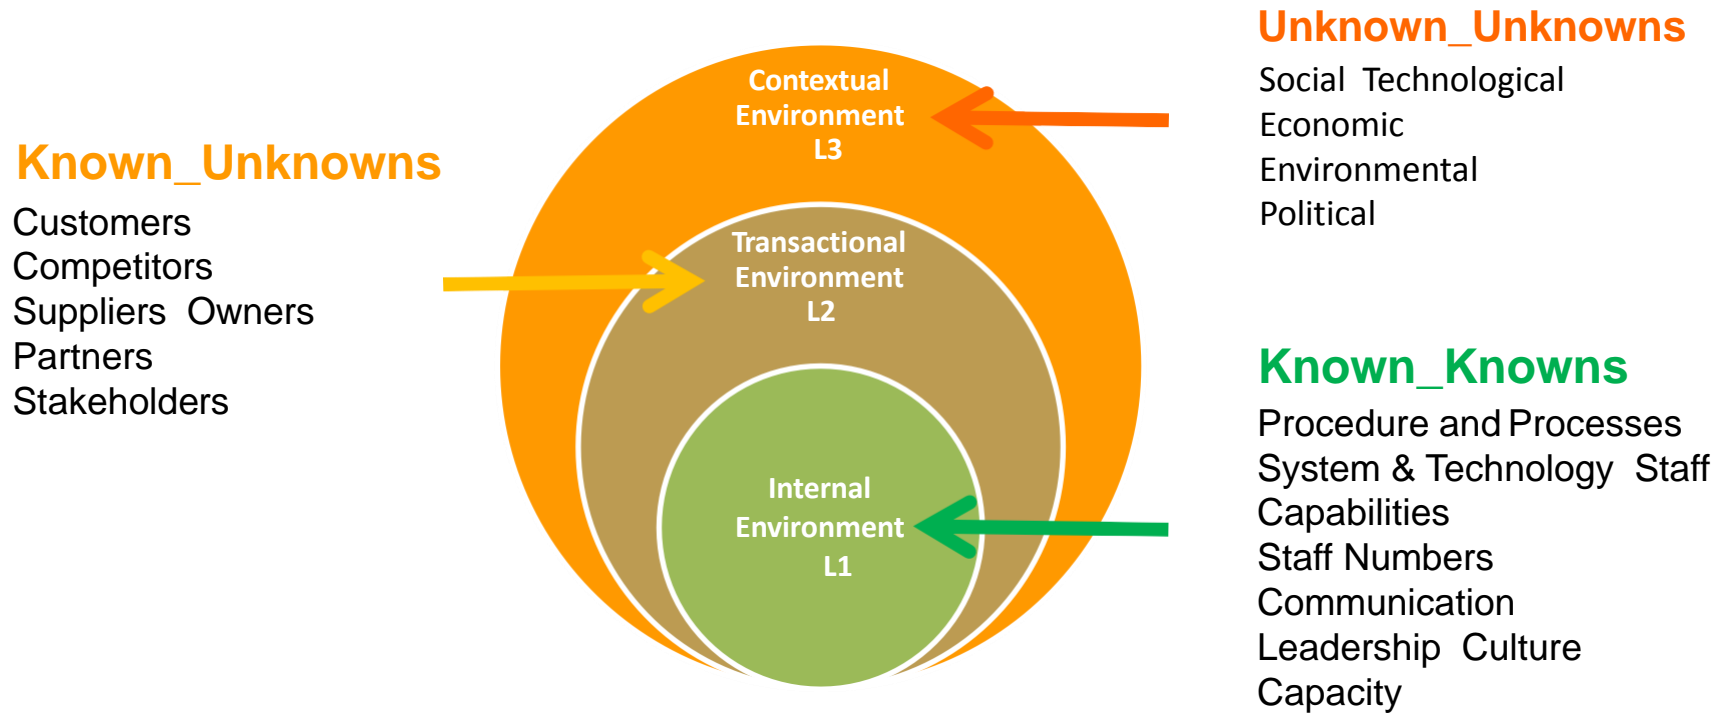 Known_Unknowns
Customers
Competitors
Suppliers  Owners
Partners
Stakeholders
Contextual
Environment
L3
Transactional
Environment
L2
Internal
Environment
L1
Unknown_Unknowns
Social  Technological
Economic
Environmental
Political
Known_Knowns
Procedure and Processes
System & Technology  Staff
Capabilities
Staff Numbers
Communication
Leadership  Culture
Capacity